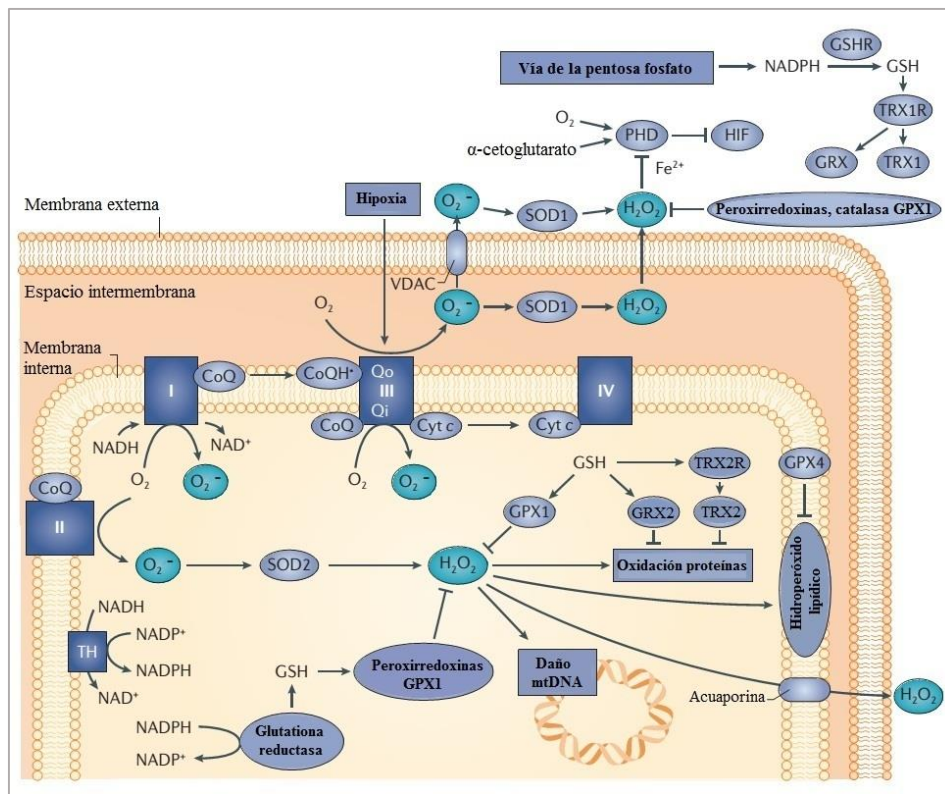 GSHR
Vía de la pentosa fosfato
NADPH
GSH
TRX1R
O₂
PHD
HIF
α-cetoglutarato
GRX
TRX1
Fe²⁺
Hipoxia
O₂⁻
SOD1
H₂O₂
Peroxirredoxinas, catalasa GPX1
Membrana externa
VDAC
Espacio intermembrana
O₂
O₂⁻
SOD1
H₂O₂
Membrana
interna
I
CoQ
CoQH•
Qo
III
Qi
IV
CoQ
Cyt c
Cyt c
NADH
NAD⁺
O₂
O₂⁻
O₂
O₂⁻
GSH
TRX2R
GPX4
CoQ
II
GPX1
GRX2
TRX2
O₂⁻
SOD2
H₂O₂
Oxidación proteínas
Hidroperóxido
lipídico
NADH
NADP⁺
TH
NADPH
NAD⁺
GSH
Peroxirredoxinas
GPX1
Daño
mtDNA
Acuaporina
H₂O₂
NADPH
Glutationa
reductasa
NADP⁺